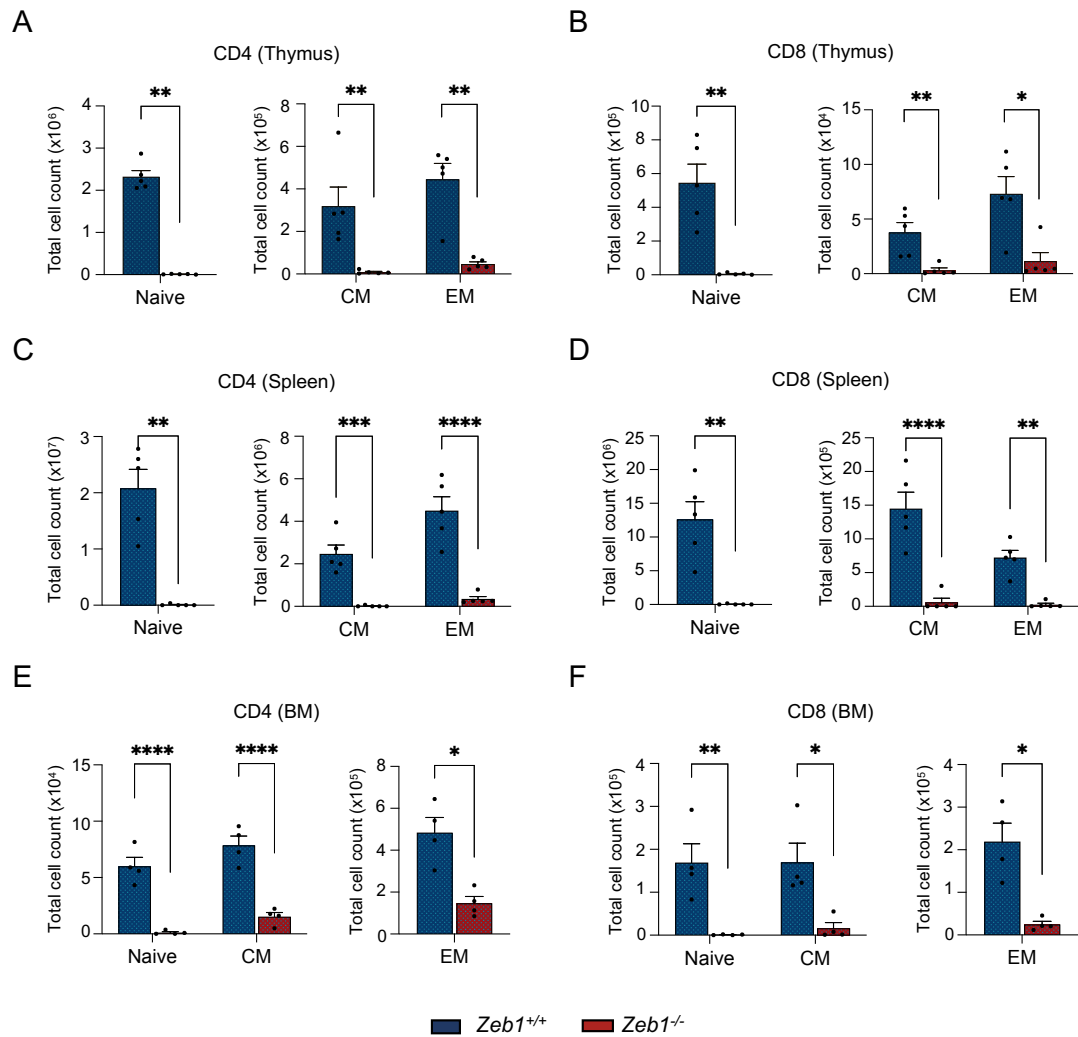 A
CD4 (Thymus)
Total cell count (x10⁶)
4
3
2
1
0
**
Naive
Total cell count (x10⁵)
8
6
4
2
0
**
**
CM
EM
B
CD8 (Thymus)
Total cell count (x10⁵)
10
8
6
4
2
0
**
Naive
Total cell count (x10⁴)
15
10
5
0
**
*
CM
EM
C
CD4 (Spleen)
Total cell count (x10⁷)
3
2
1
0
**
Naive
Total cell count (x10⁶)
8
6
4
2
0
***
****
CM
EM
D
CD8 (Spleen)
Total cell count (x10⁶)
25
20
15
10
5
0
**
Naive
Total cell count (x10⁵)
25
20
15
10
5
0
****
**
CM
EM
E
CD4 (BM)
Total cell count (x10⁴)
15
10
5
0
****
****
Naive
CM
Total cell count (x10⁵)
8
6
4
2
0
*
EM
F
CD8 (BM)
Total cell count (x10⁵)
4
3
2
1
0
**
*
Naive
CM
Total cell count (x10⁵)
4
3
2
1
0
*
EM
Zeb1⁺/⁺ Zeb1⁻/⁻